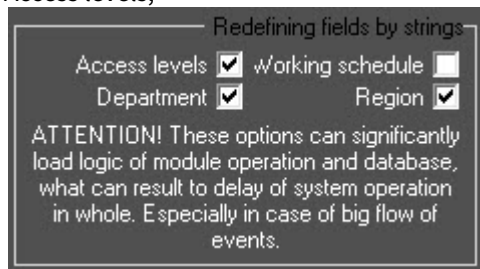 Access levels,
Redefining fields by strings
Access levels Working schedule
Department Region
ATTENTION! These options can significantly
load logic of module operation and database,
what can result to delay of system operation
in whole. Especially in case of big flow of
events.